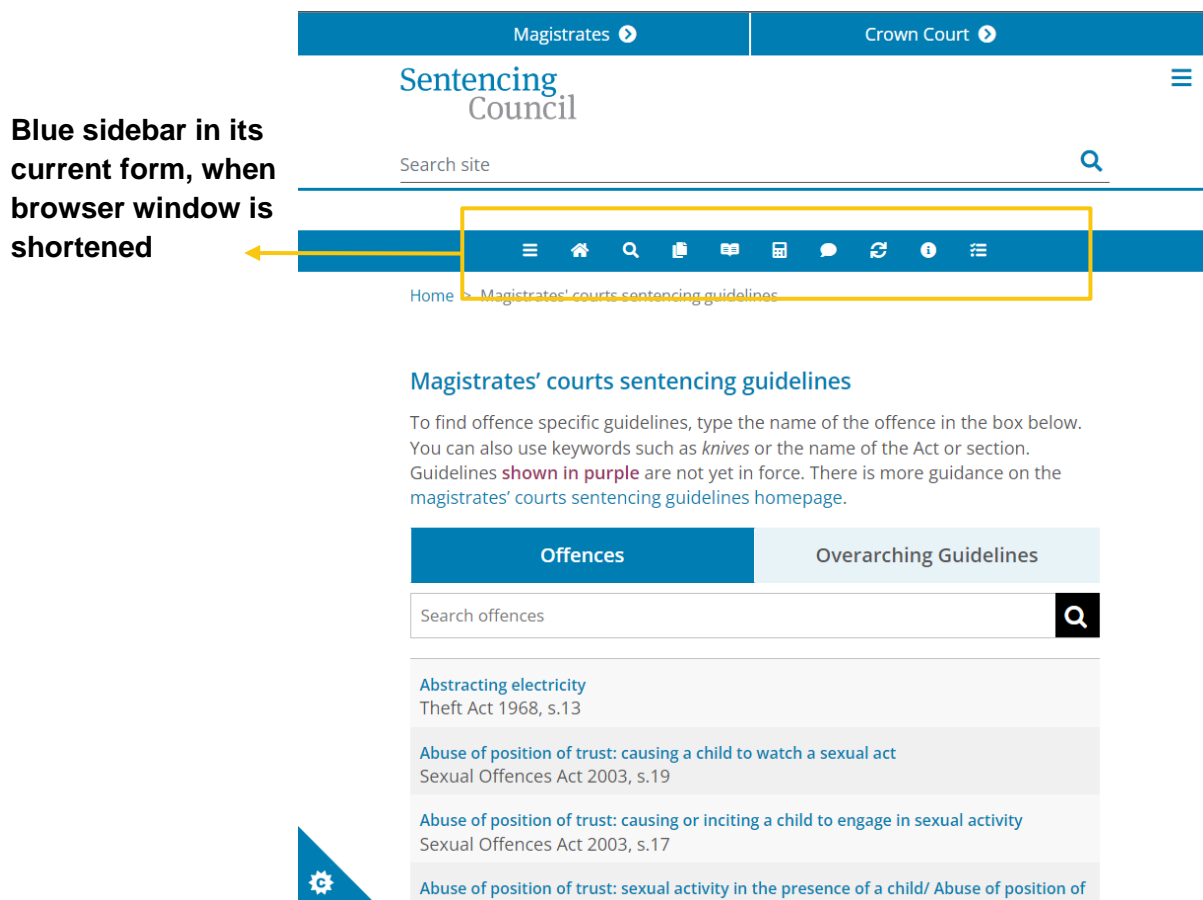 Magistrates
Crown Court
Sentencing
Council
Blue sidebar in its
current form, when
browser window is
shortened
Search site
Home > Magistrates' courts sentencing guidelines
Magistrates’ courts sentencing guidelines
To find offence specific guidelines, type the name of the offence in the box below.
You can also use keywords such as knives or the name of the Act or section.
Guidelines shown in purple are not yet in force. There is more guidance on the
magistrates’ courts sentencing guidelines homepage.
Offences
Overarching Guidelines
Search offences
Abstracting electricity
Theft Act 1968, s.13
Abuse of position of trust: causing a child to watch a sexual act
Sexual Offences Act 2003, s.19
Abuse of position of trust: causing or inciting a child to engage in sexual activity
Sexual Offences Act 2003, s.17
Abuse of position of trust: sexual activity in the presence of a child/ Abuse of position of